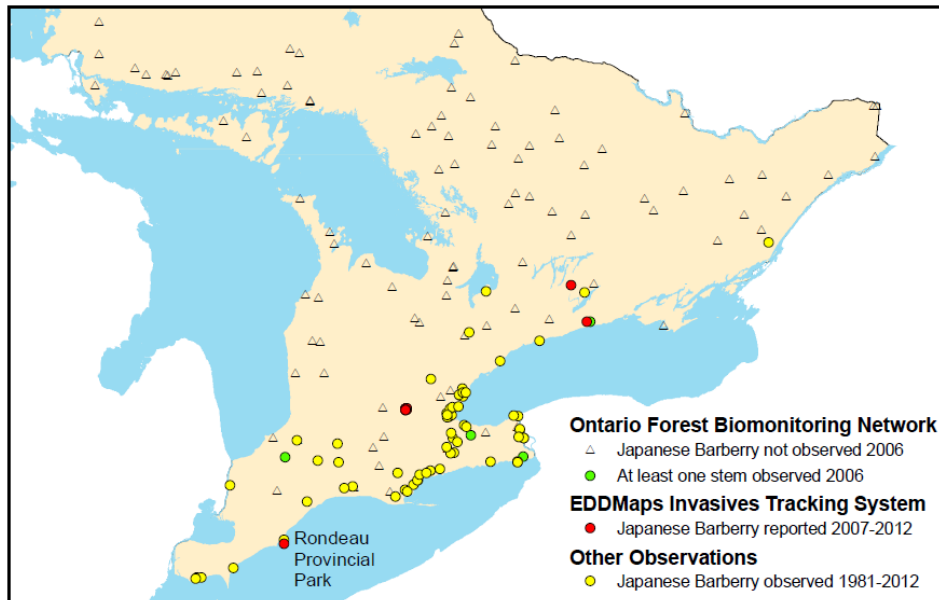 Ontario Forest Biomonitoring Network
Japanese Barberry not observed 2006
At least one stem observed 2006
EDDMaps Invasives Tracking System
Japanese Barberry reported 2007-2012
Other Observations
Japanese Barberry observed 1981-2012
Rondeau
Provincial
Park